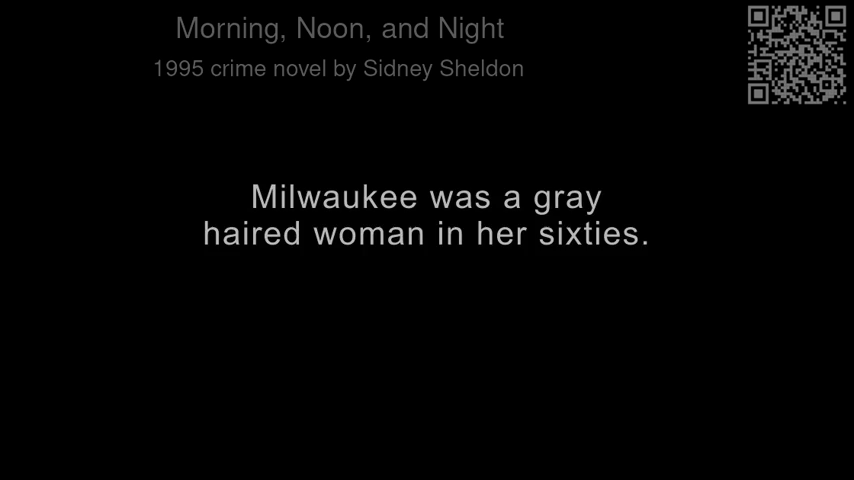 Morning, Noon, and Night
1995 crime novel by Sidney Sheldon
Milwaukee was a gray
haired woman in her sixties.